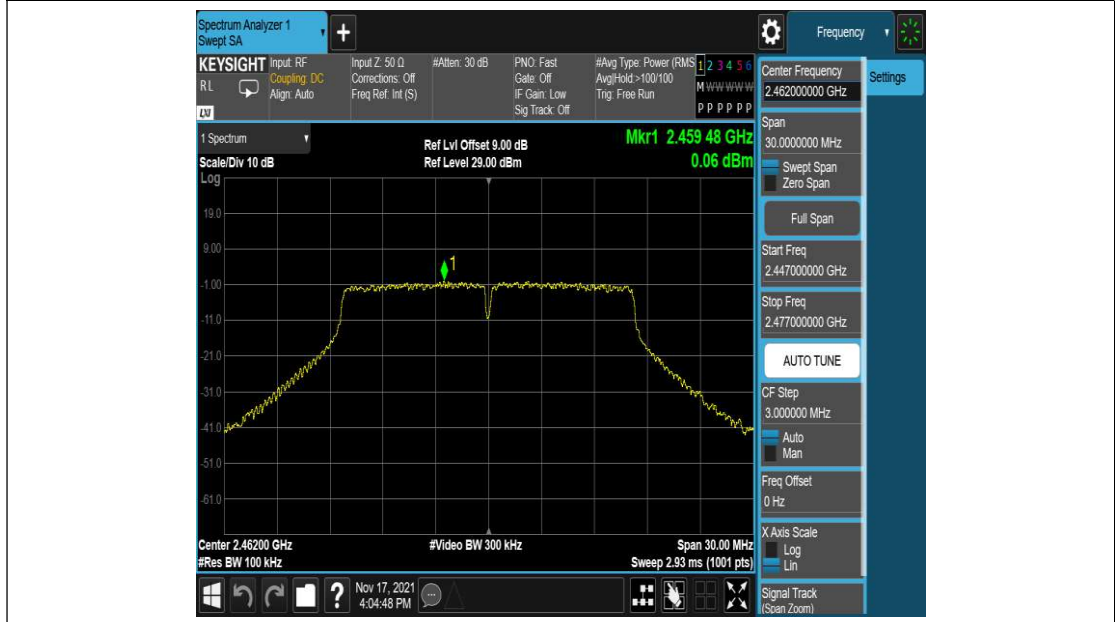 Spectrum Analyzer 1
Swept SA
+
Frequency
KEYSIGHT
RL
LXI
Input: RF
Coupling: DC
Align: Auto
Input Z: 50 Ω
Corrections: Off
Freq Ref: Int (S)
#Atten: 30 dB
PNO: Fast
Gate: Off
IF Gain: Low
Sig Track: Off
#Avg Type: Power (RMS
Avg|Hold:>100/100
Trig: Free Run
1 2 3 4 5 6
M W W W W W
P P P P P P
1 Spectrum
Scale/Div 10 dB
Log
Ref Lvl Offset 9.00 dB
Ref Level 29.00 dBm
Mkr1 2.459 48 GHz
0.06 dBm
19.0
9.00
-1.00
-11.0
-21.0
-31.0
-41.0
-51.0
-61.0
1
Center 2.46200 GHz
#Res BW 100 kHz
#Video BW 300 kHz
Span 30.00 MHz
Sweep 2.93 ms (1001 pts)
Center Frequency
2.462000000 GHz
Settings
Span
30.0000000 MHz
Swept Span
Zero Span
Full Span
Start Freq
2.447000000 GHz
Stop Freq
2.477000000 GHz
AUTO TUNE
CF Step
3.000000 MHz
Auto
Man
Freq Offset
0 Hz
X Axis Scale
Log
Lin
Signal Track
(Span Zoom)
?
Nov 17, 2021
4:04:48 PM